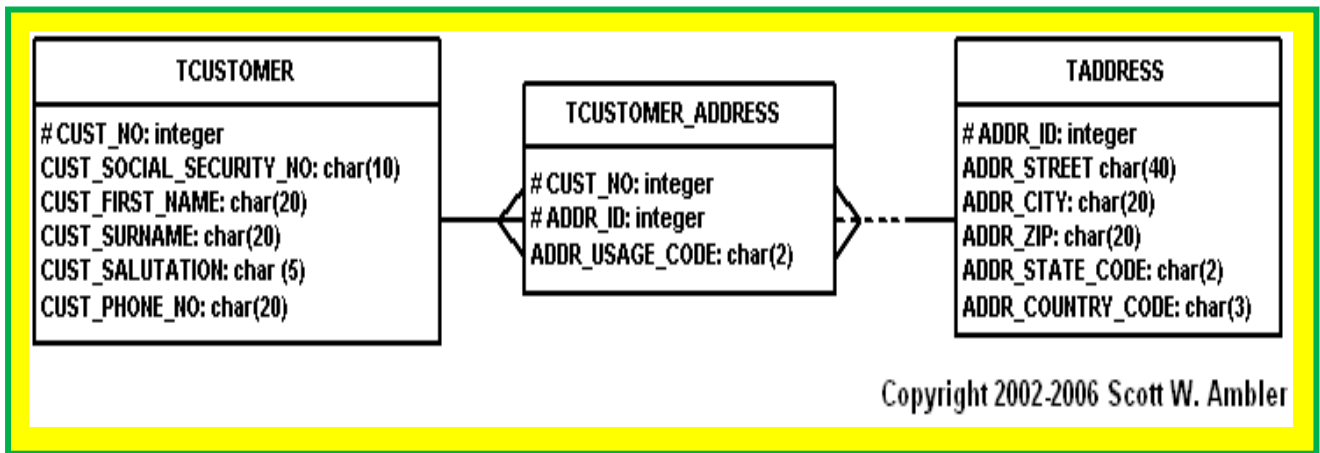 TCUSTOMER
# CUST_NO: integer
CUST_SOCIAL_SECURITY_NO: char(10)
CUST_FIRST_NAME: char(20)
CUST_SURNAME: char(20)
CUST_SALUTATION: char (5)
CUST_PHONE_NO: char(20)
TCUSTOMER_ADDRESS
# CUST_NO: integer
# ADDR_ID: integer
ADDR_USAGE_CODE: char(2)
TADDRESS
# ADDR_ID: integer
ADDR_STREET char(40)
ADDR_CITY: char(20)
ADDR_ZIP: char(20)
ADDR_STATE_CODE: char(2)
ADDR_COUNTRY_CODE: char(3)
Copyright 2002-2006 Scott W. Ambler